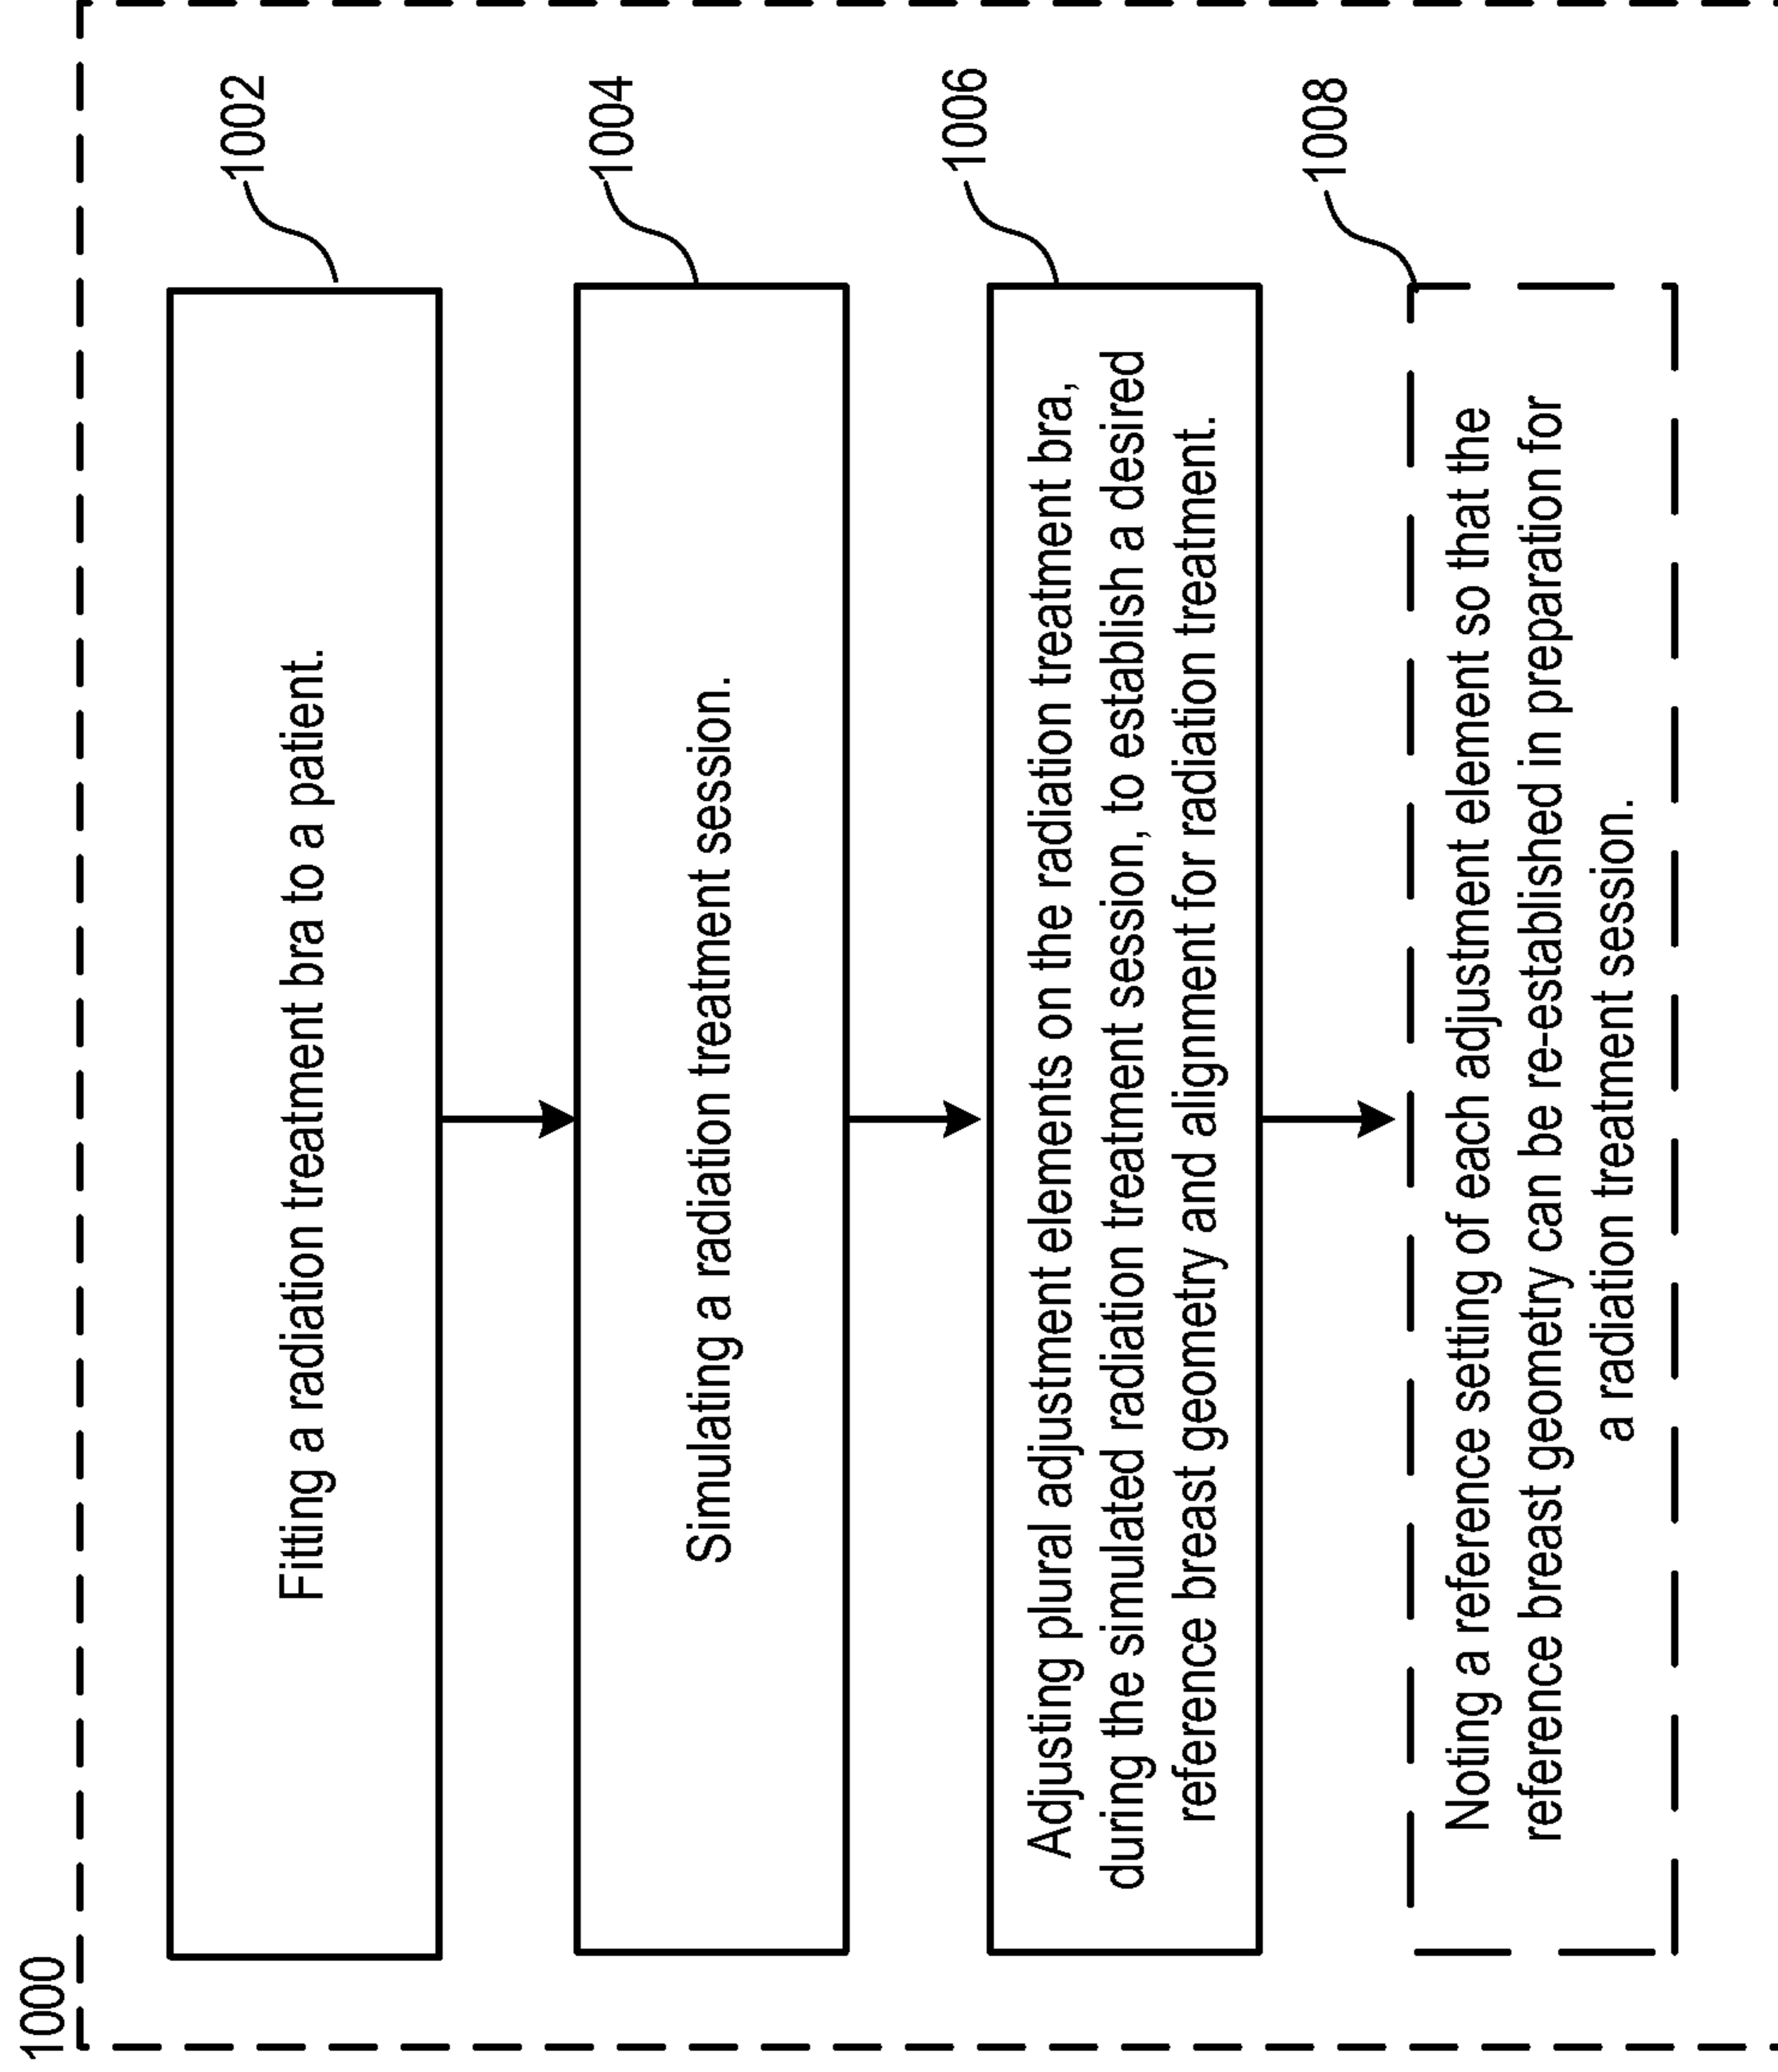 1000
1002
Fitting a radiation treatment bra to a patient.
1004
Simulating a radiation treatment session.
1006
Adjusting plural adjustment elements on the radiation treatment bra,
during the simulated radiation treatment session, to establish a desired
reference breast geometry and alignment for radiation treatment.
1008
Noting a reference setting of each adjustment element so that the
reference breast geometry can be re-established in preparation for
a radiation treatment session.